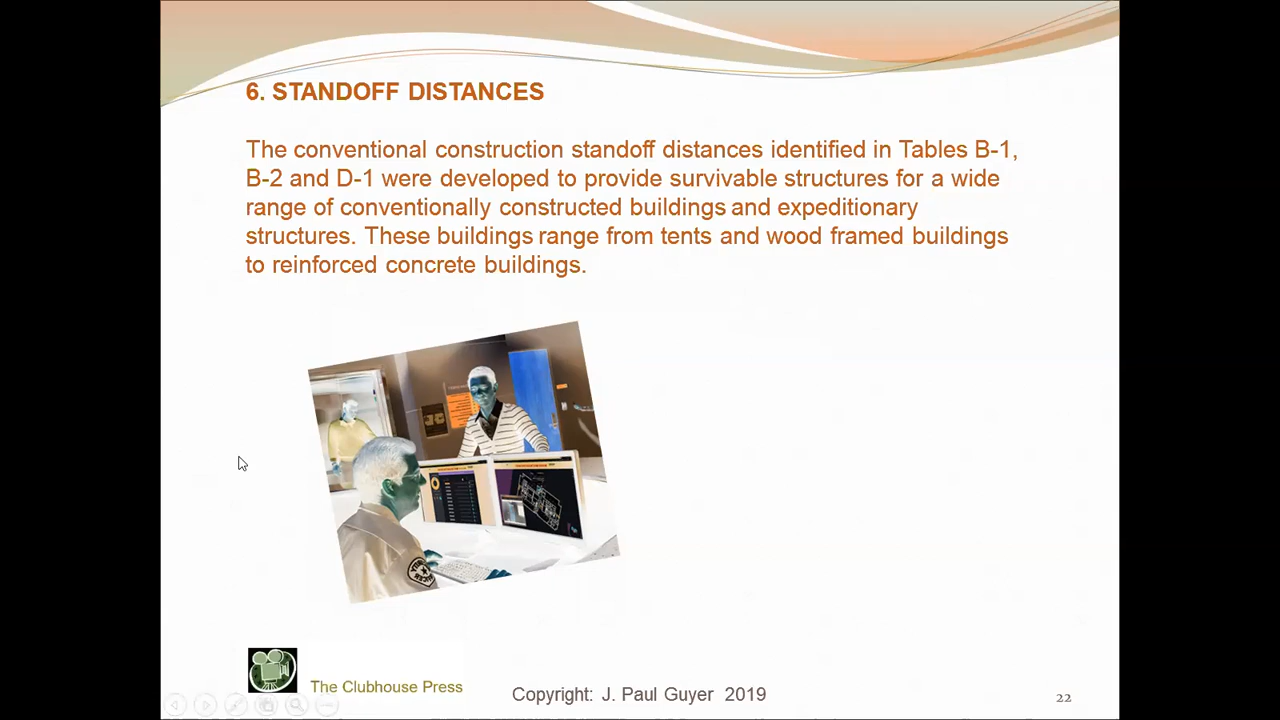 6. STANDOFF DISTANCES
The conventional construction standoff distances identified in Tables B-1,
B-2 and D-1 were developed to provide survivable structures for a wide
range of conventionally constructed buildings and expeditionary
structures. These buildings range from tents and wood framed buildings
to reinforced concrete buildings.
The Clubhouse Press
Copyright: J. Paul Guyer 2019
22